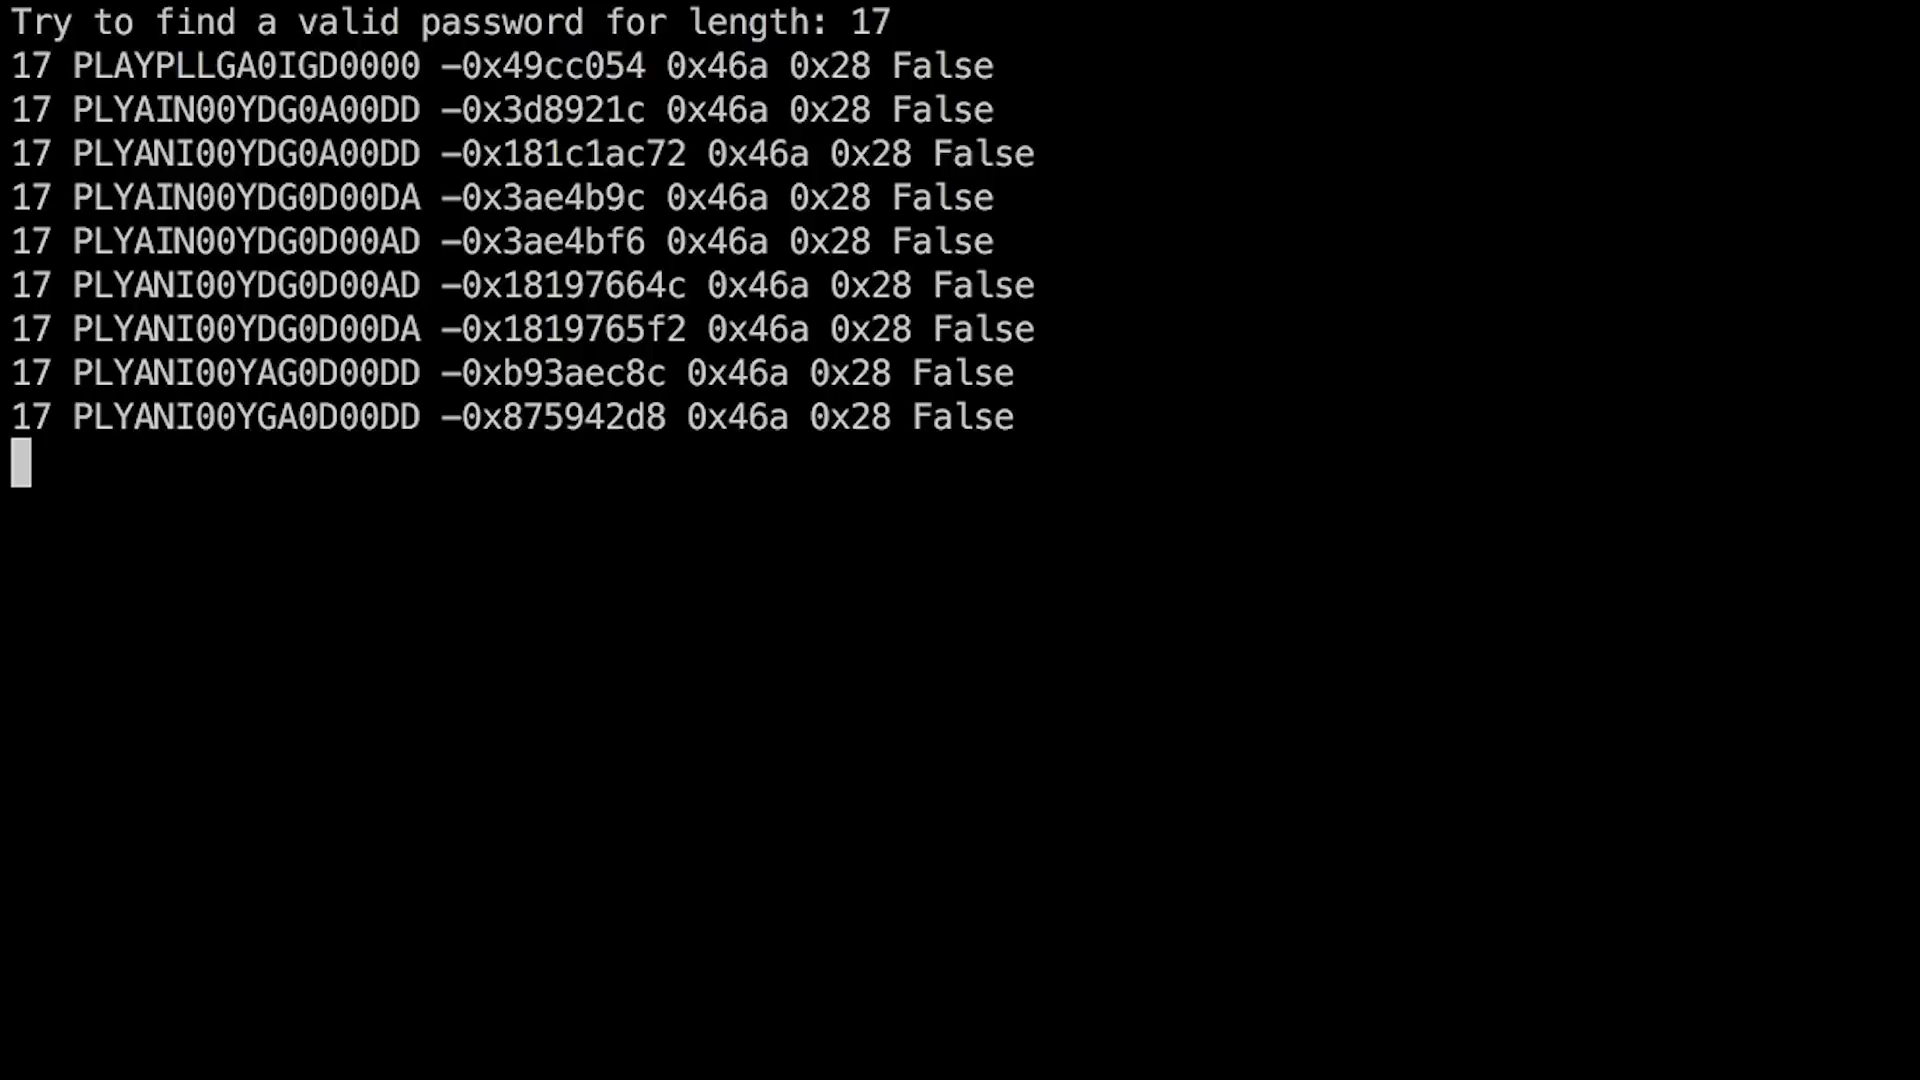 Try to find a valid password for length: 17
17 PLAYPLLGA0IGD0000 -0x49cc054 0x46a 0x28 False
17 PLYAIN00YDG0A00DD -0x3d8921c 0x46a 0x28 False
17 PLYANI00YDG0A00DD -0x181c1ac72 0x46a 0x28 False
17 PLYAIN00YDG0D00DA -0x3ae4b9c 0x46a 0x28 False
17 PLYAIN00YDG0D00AD -0x3ae4bf6 0x46a 0x28 False
17 PLYANI00YDG0D00AD -0x18197664c 0x46a 0x28 False
17 PLYANI00YDG0D00DA -0x1819765f2 0x46a 0x28 False
17 PLYANI00YAG0D00DD -0xb93aec8c 0x46a 0x28 False
17 PLYANI00YGA0D00DD -0x875942d8 0x46a 0x28 False